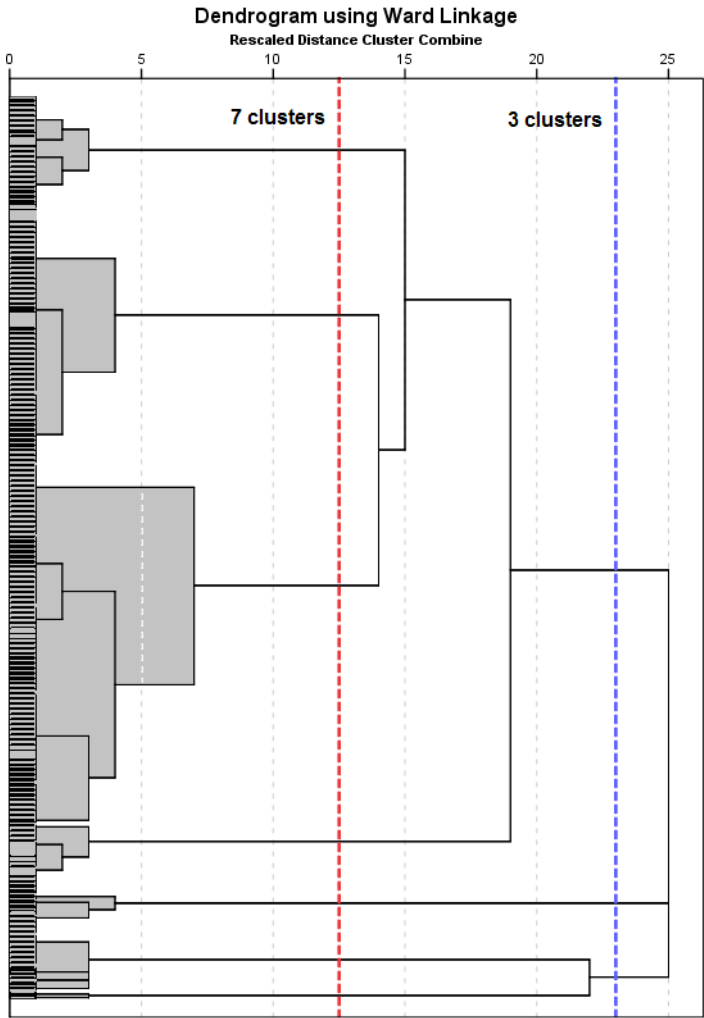 Dendrogram using Ward Linkage
Rescaled Distance Cluster Combine
0 5 10 15 20 25
7 clusters 3 clusters